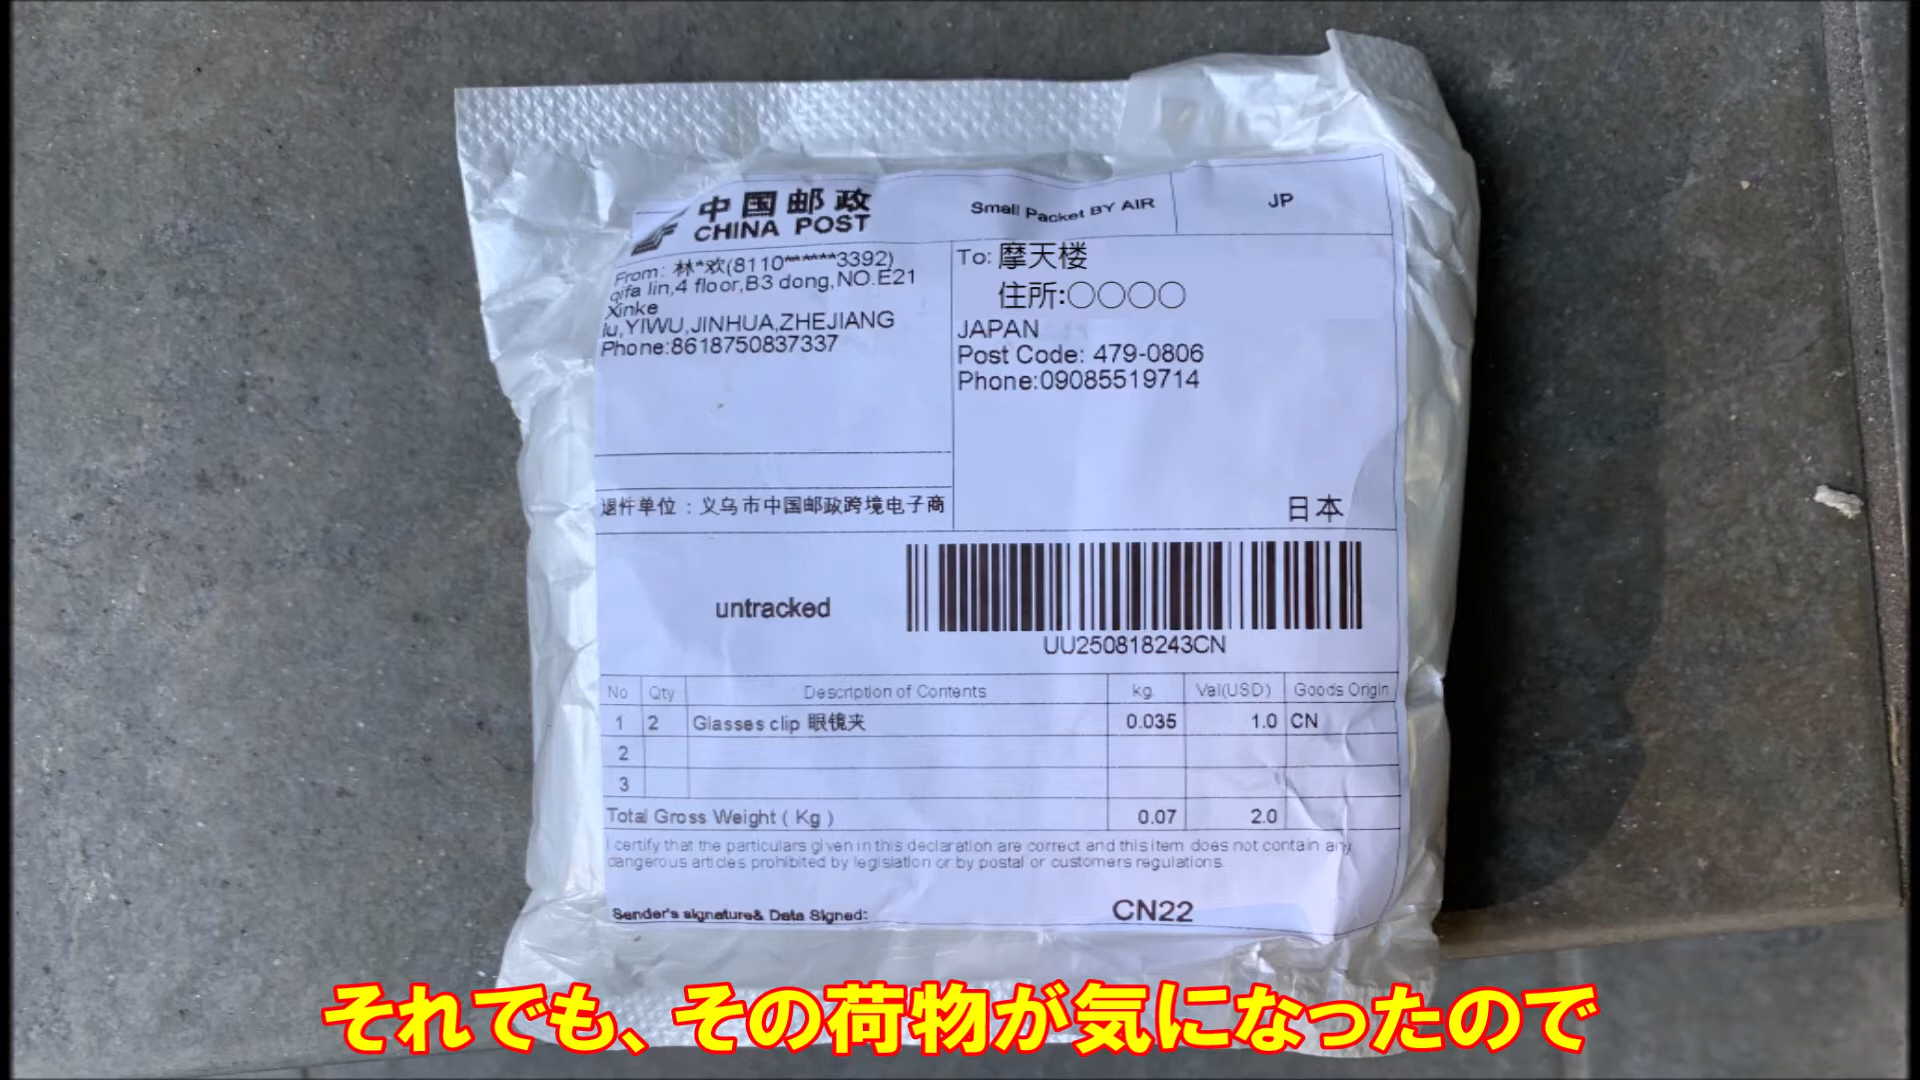 中国邮政
CHINA POST
Small Packet BY AIR
JP
From: 林*欢(8110******3392)
qifa lin,4 floor,B3 dong,NO.E21
Xinke
lu,YIWU,JINHUA,ZHEJIANG
Phone:8618750837337
To: 摩天楼
住所:〇〇〇〇
JAPAN
Post Code: 479-0806
Phone:09085519714
退件单位：义乌市中国邮政跨境电子商
日本
untracked
UU250818243CN
No Qty Description of Contents kg Val(USD) Goods Origin
1 2 Glasses clip 眼镜夹 0.035 1.0 CN
2
3
Total Gross Weight ( Kg ) 0.07 2.0
I certify that the particulars given in this declaration are correct and this item does not contain any
dangerous articles prohibited by legislation or by postal or customers regulations.
Sender's signature& Data Signed:
CN22
それでも、その荷物が気になったので